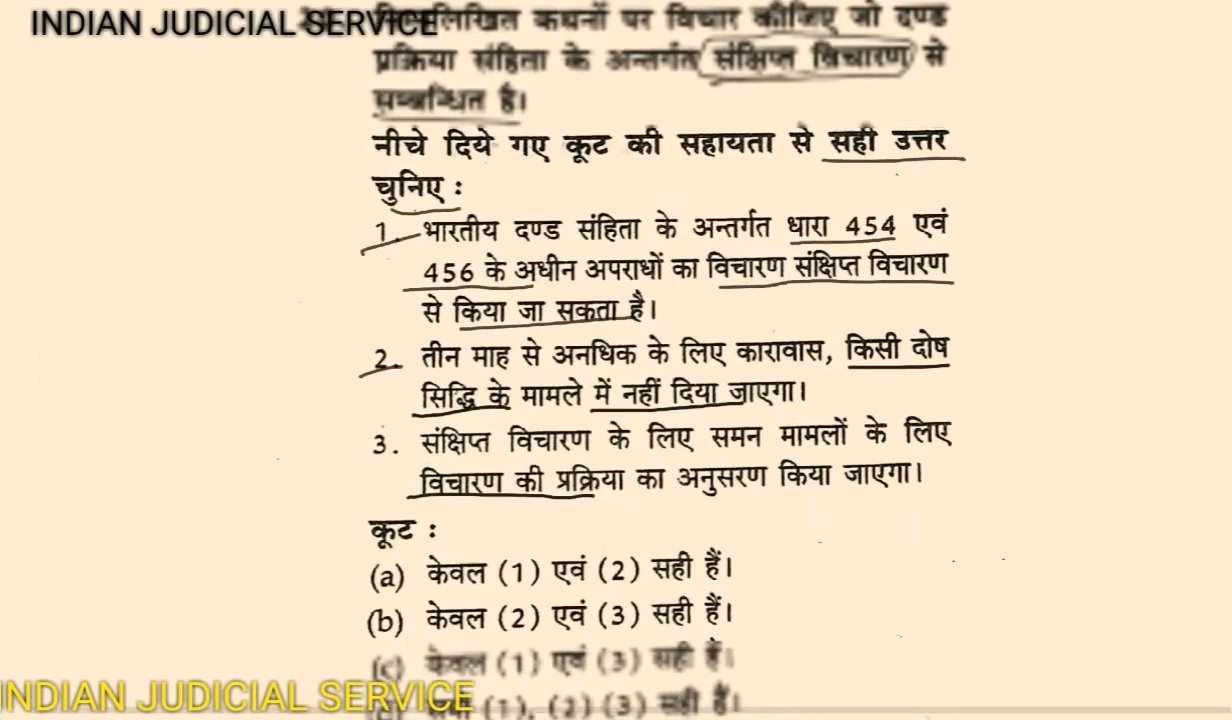 INDIAN JUDICIAL SERVICE
निम्नलिखित कथनों पर विचार कीजिए जो दण्ड
प्रक्रिया संहिता के अन्तर्गत संक्षिप्त विचारण से
सम्बन्धित है।
नीचे दिये गए कूट की सहायता से सही उत्तर
चुनिए :
1. भारतीय दण्ड संहिता के अन्तर्गत धारा 454 एवं
456 के अधीन अपराधों का विचारण संक्षिप्त विचारण
से किया जा सकता है।
2. तीन माह से अनधिक के लिए कारावास, किसी दोष
सिद्धि के मामले में नहीं दिया जाएगा।
3. संक्षिप्त विचारण के लिए समन मामलों के लिए
विचारण की प्रक्रिया का अनुसरण किया जाएगा।
कूट :
(a) केवल (1) एवं (2) सही हैं।
(b) केवल (2) एवं (3) सही हैं।
(c) केवल (1) एवं (3) सही हैं।
(1), (2) (3) सही हैं।
INDIAN JUDICIAL SERVICE